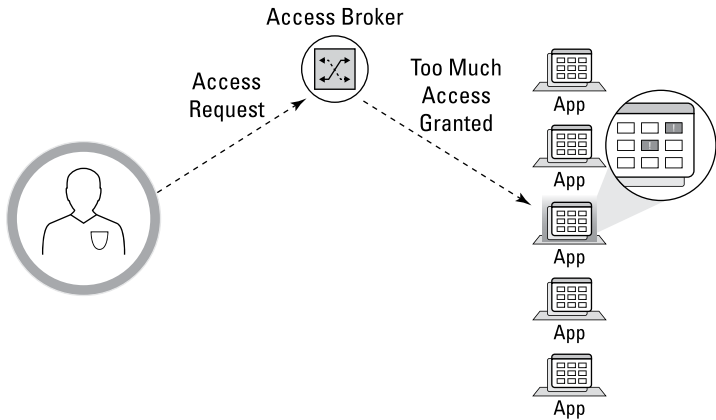 Access Broker
Access
Request
Too Much
Access
Granted
App
App
App
App
App